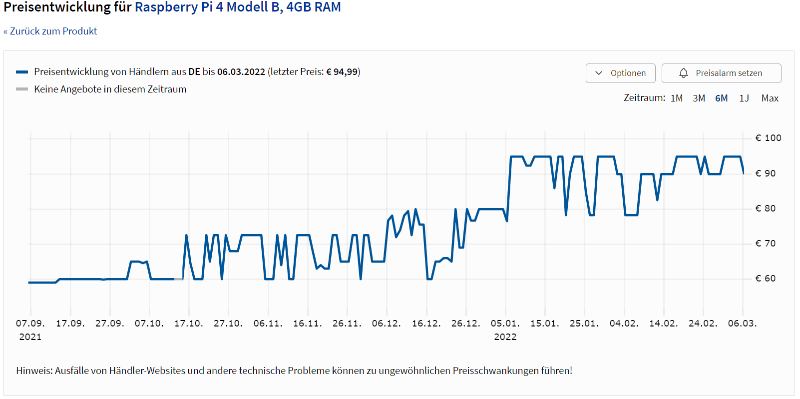 Preisentwicklung für Raspberry Pi 4 Modell B, 4GB RAM
« Zurück zum Produkt
Preisentwicklung von Händlern aus DE bis 06.03.2022 (letzter Preis: € 94,99)
Optionen
Preisalarm setzen
Keine Angebote in diesem Zeitraum
Zeitraum: 1M 3M 6M 1J Max
€ 100
€ 90
€ 80
€ 70
€ 60
07.09. 17.09. 27.09. 07.10. 17.10. 27.10. 06.11. 16.11. 26.11. 06.12. 16.12. 26.12. 05.01. 15.01. 25.01. 04.02. 14.02. 24.02. 06.03.
2021 2022
Hinweis: Ausfälle von Händler-Websites und andere technische Probleme können zu ungewöhnlichen Preisschwankungen führen!